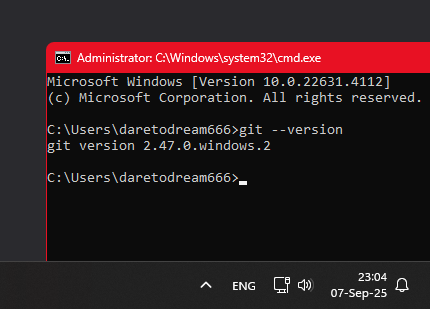 Administrator: C:\Windows\system32\cmd.exe
Microsoft Windows [Version 10.0.22631.4112]
(c) Microsoft Corporation. All rights reserved.
C:\Users\daretodream666>git --version
git version 2.47.0.windows.2
C:\Users\daretodream666>
ENG
23:04
07-Sep-25